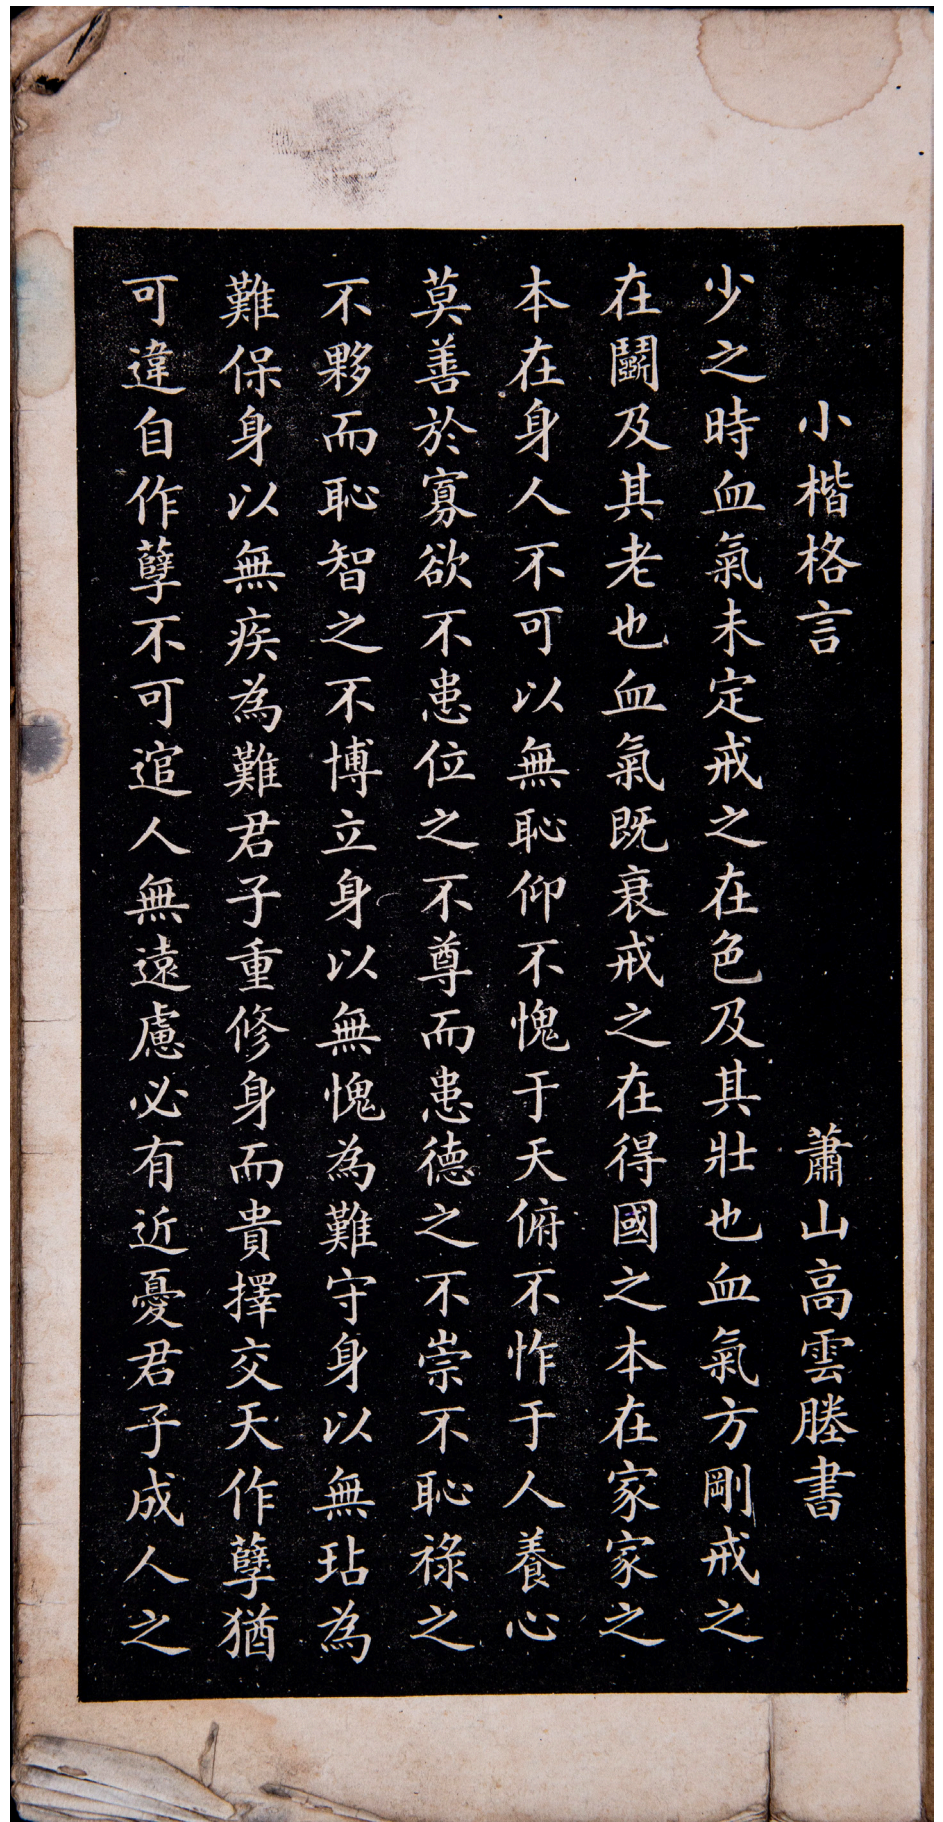 小楷格言 蕭山高雲塍書
少之時血氣未定戒之在色及其壯也血氣方剛戒之
在鬭及其老也血氣既衰戒之在得國之本在家家之
本在身人不可以無恥仰不愧于天俯不怍于人養心
莫善於寡欲不患位之不尊而患德之不崇不恥祿之
不夥而恥智之不博立身以無愧為難守身以無玷為
難保身以無疾為難君子重修身而貴擇交天作孽猶
可違自作孽不可逭人無遠慮必有近憂君子成人之